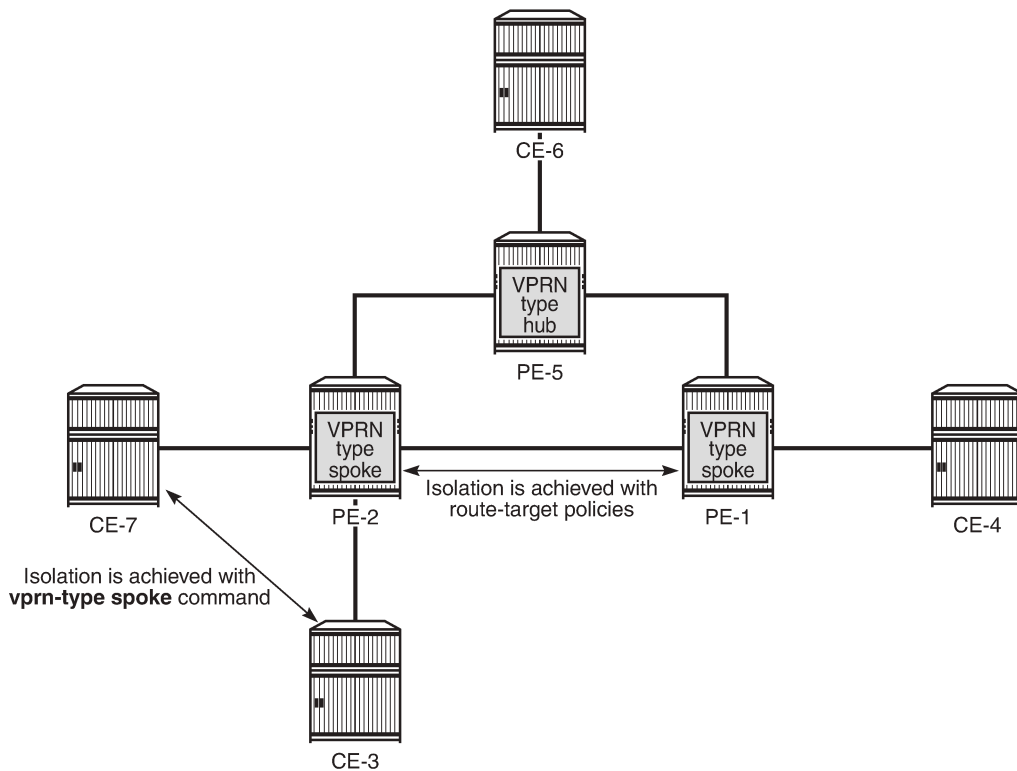 CE-6
VPRN
type
hub
PE-5
VPRN
type
spoke
VPRN
type
spoke
Isolation is achieved with
route-target policies
CE-7
PE-2
PE-1
CE-4
Isolation is achieved with
vprn-type spoke command
CE-3